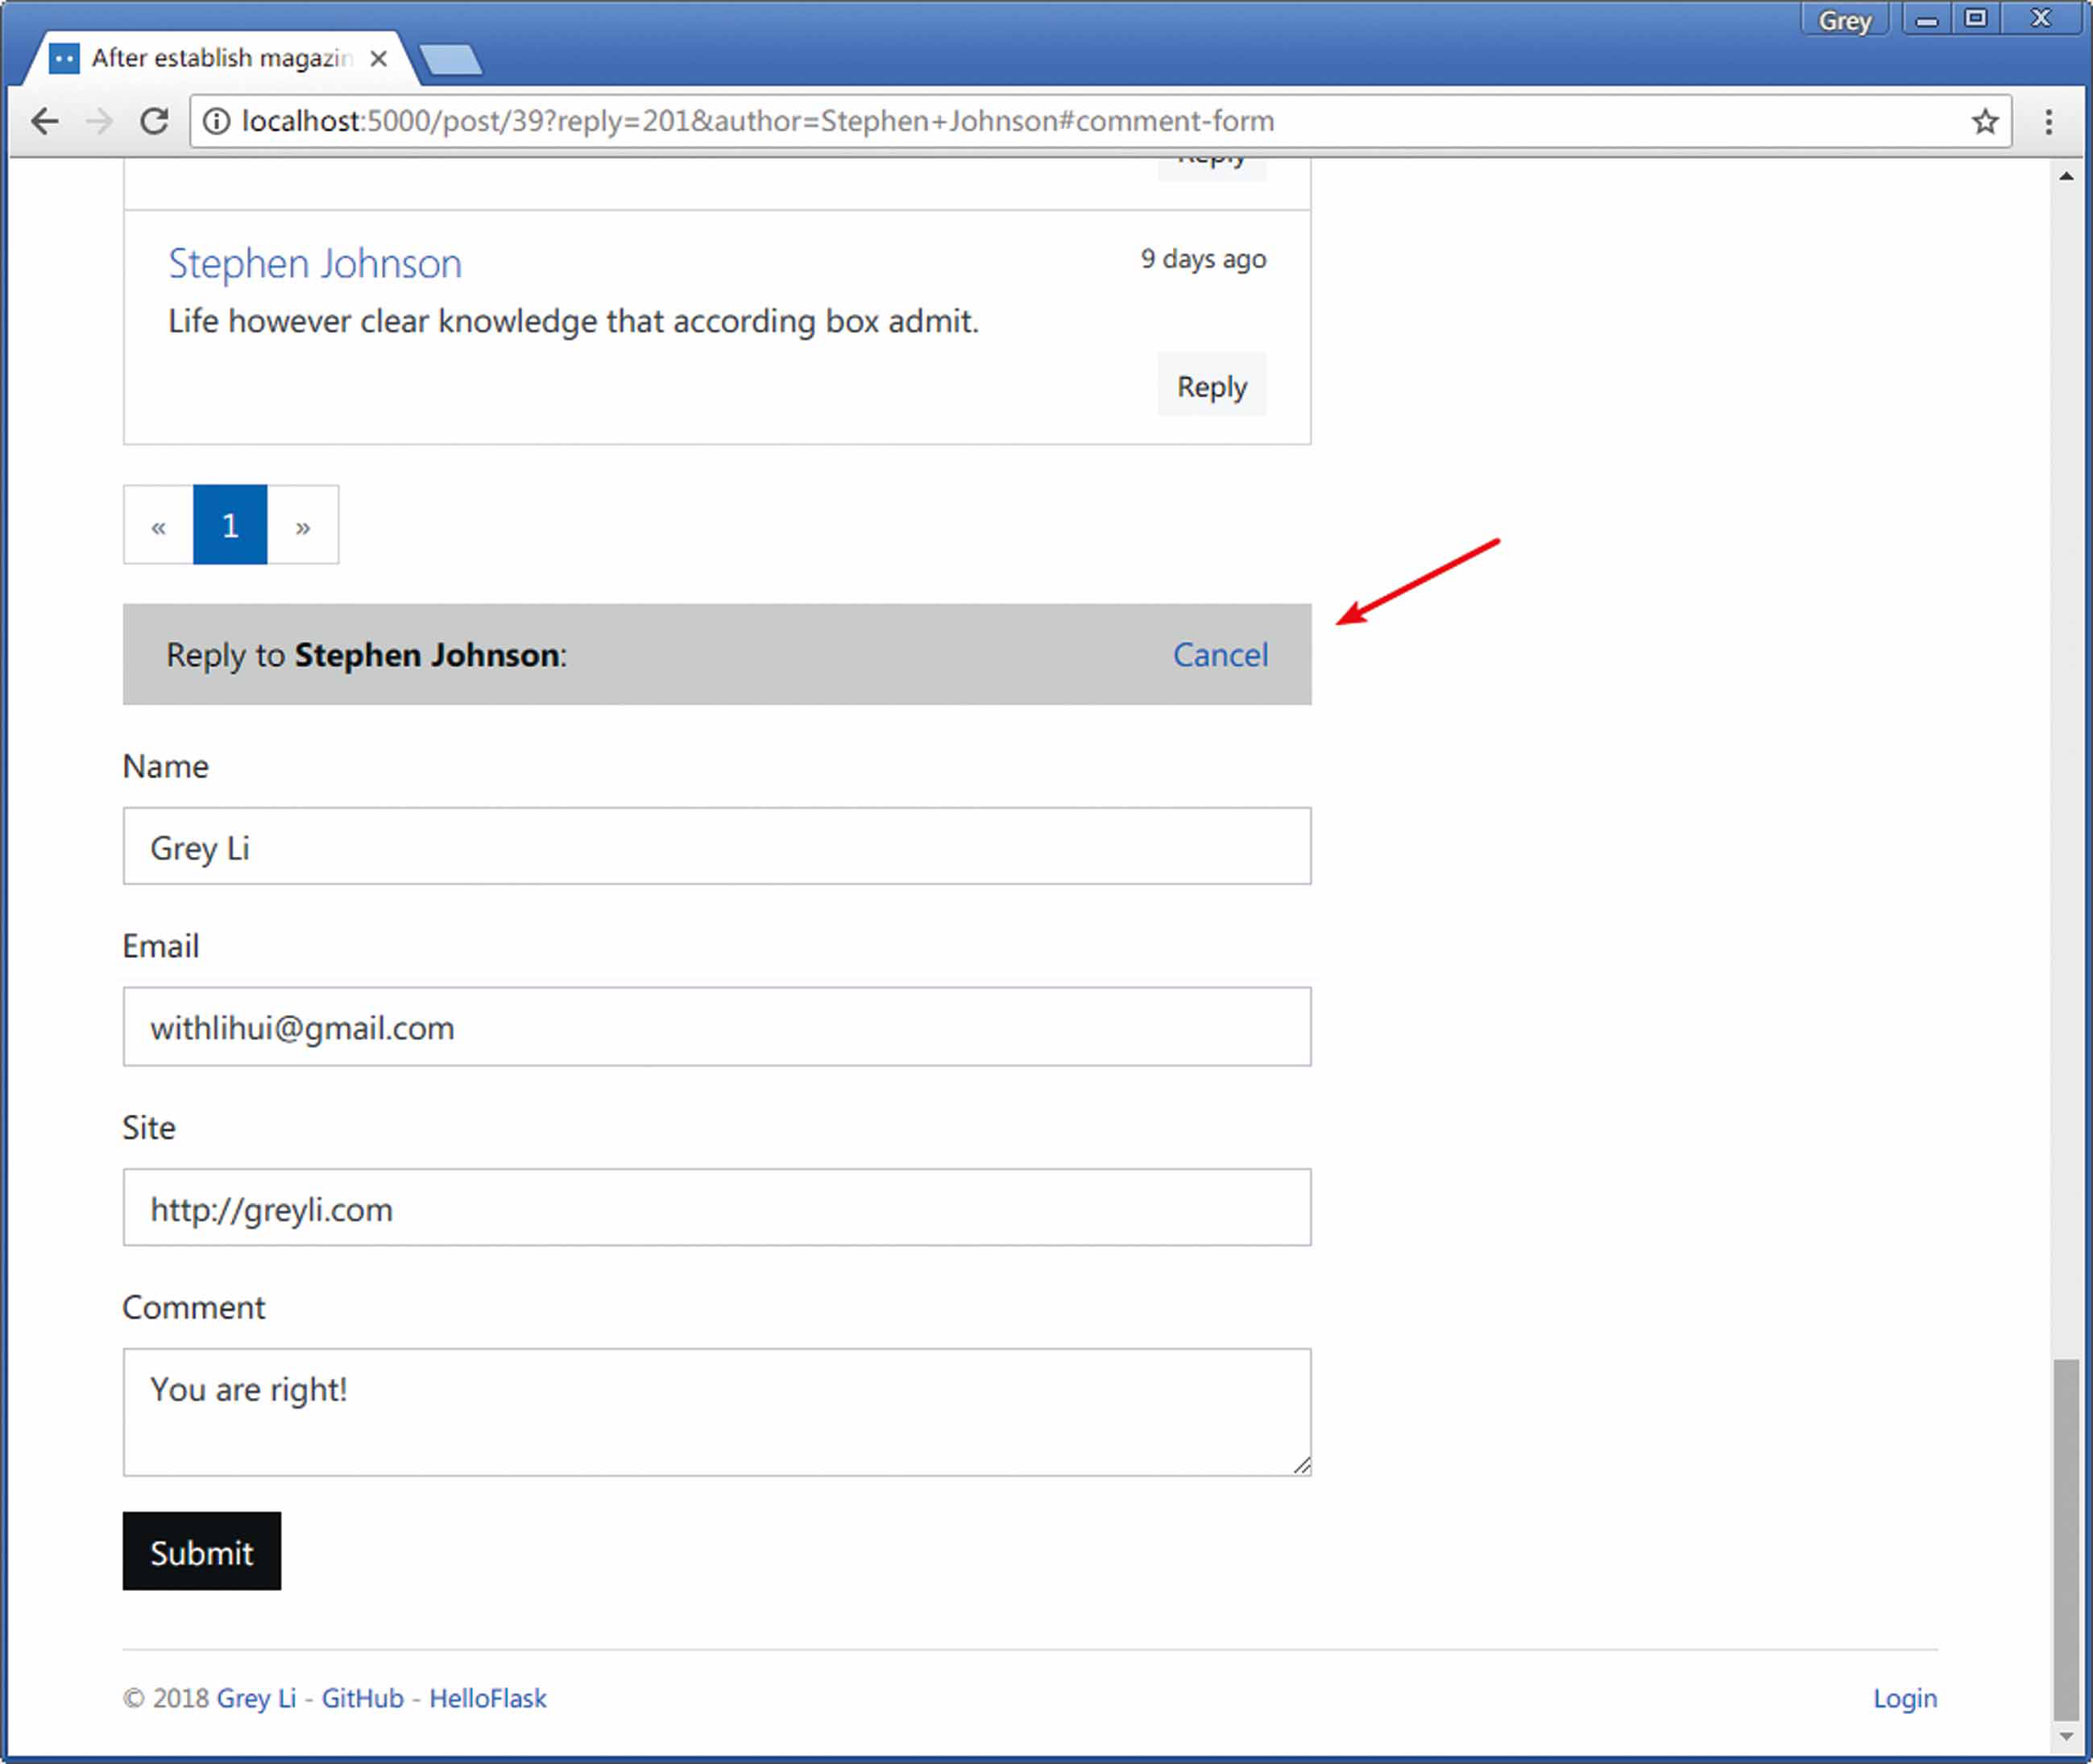 Grey
After establish magazin
localhost:5000/post/39?reply=201&author=Stephen+Johnson#comment-form
Reply
Stephen Johnson
9 days ago
Life however clear knowledge that according box admit.
Reply
« 1 »
Reply to Stephen Johnson:
Cancel
Name
Grey Li
Email
withlihui@gmail.com
Site
http://greyli.com
Comment
You are right!
Submit
© 2018 Grey Li - GitHub - HelloFlask
Login